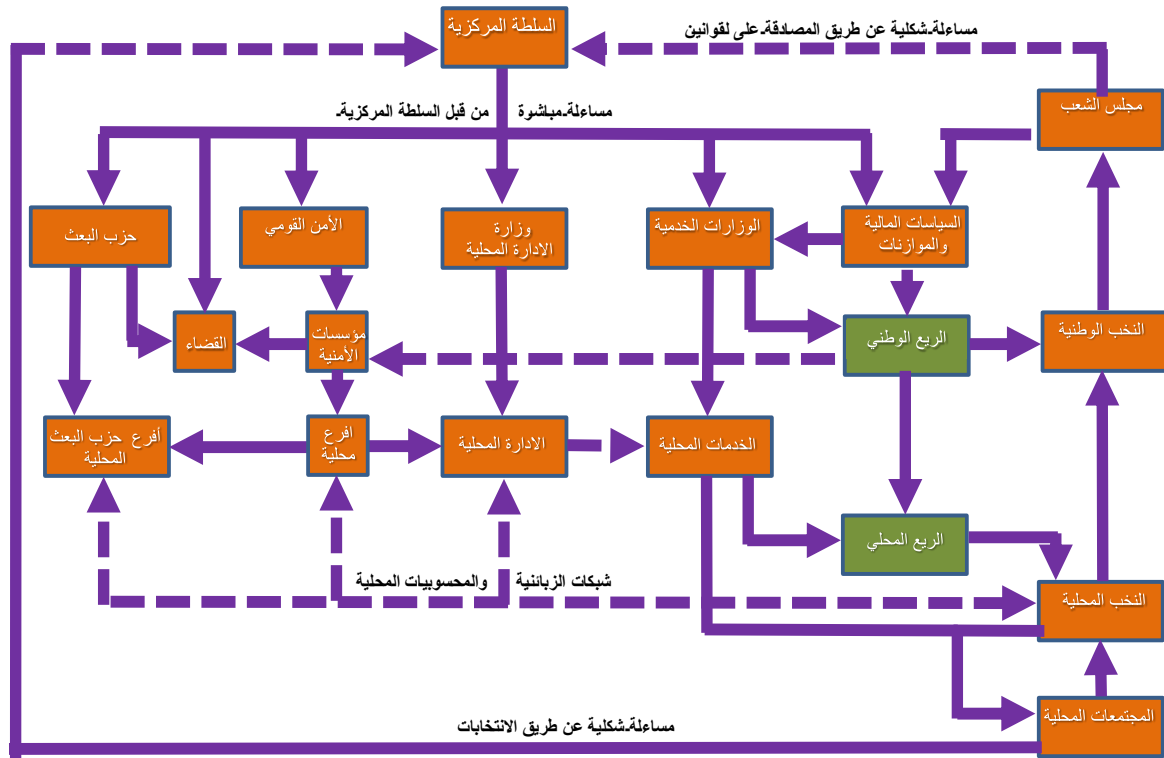 السلطة المركزية
مساءلة-شكلية عن طريق المصادقة-على لقوانين
مجلس الشعب
مساءلة-مباشوة من قبل السلطة المركزية-
حزب البعث
الأمن القومي
وزارة
الادارة المحلية
الوزارات الخدمية
السياسات المالية
والموازنات
القضاء
مؤسسات
الأمنية
الريع الوطني
النخب الوطنية
أفرع حزب البعث
المحلية
افرع
محلية
الادارة المحلية
الخدمات المحلية
الريع المحلي
شبكات الزبائنية والمحسوبيات المحلية
النخب المحلية
المجتمعات المحلية
مساءلة-شكلية عن طريق الانتخابات